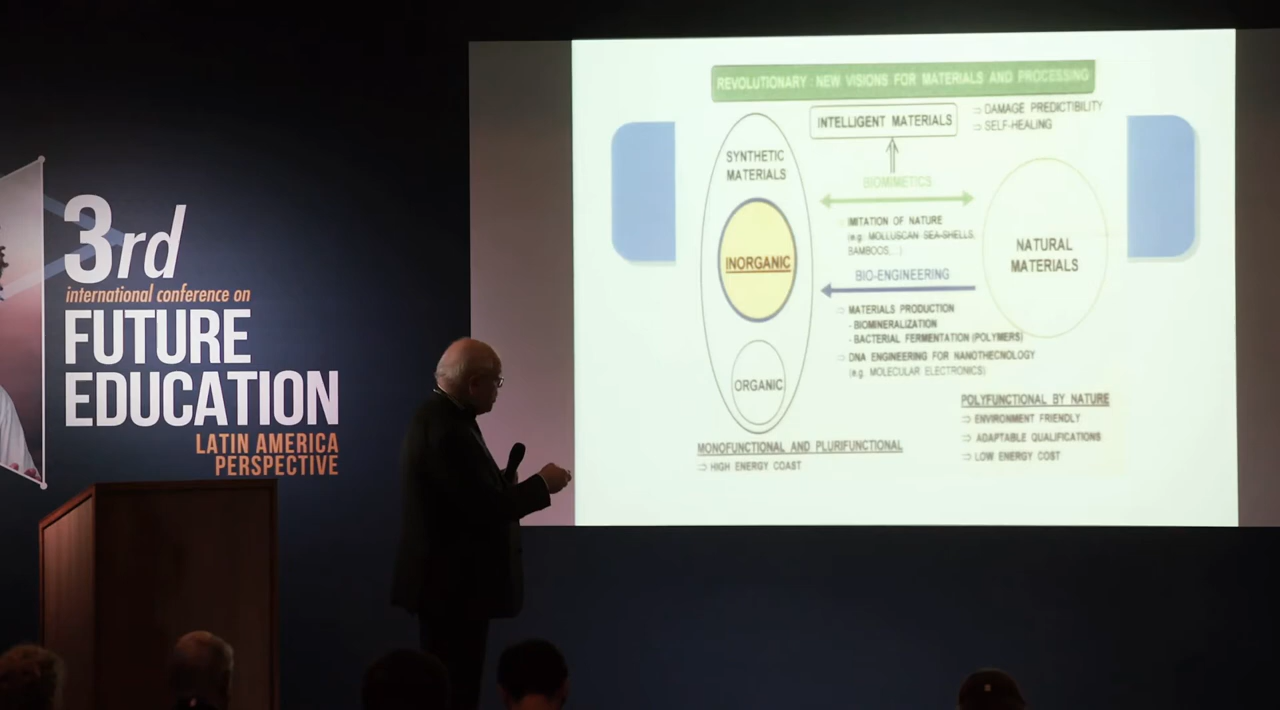 3rd
international conference on
FUTURE
EDUCATION
LATIN AMERICA
PERSPECTIVE
REVOLUTIONARY : NEW VISIONS FOR MATERIALS AND PROCESSING
INTELLIGENT MATERIALS
⇒ DAMAGE PREDICTIBILITY
⇒ SELF-HEALING
SYNTHETIC
MATERIALS
BIOMIMETICS
IMITATION OF NATURE
(e.g. MOLLUSCAN SEA-SHELLS,
BAMBOOS, ..)
INORGANIC
NATURAL
MATERIALS
BIO-ENGINEERING
⇒ MATERIALS PRODUCTION
- BIOMINERALIZATION
- BACTERIAL FERMENTATION (POLYMERS)
⇒ DNA ENGINEERING FOR NANOTHECNOLOGY
(e.g. MOLECULAR ELECTRONICS)
ORGANIC
MONOFUNCTIONAL AND PLURIFUNCTIONAL
⇒ HIGH ENERGY COAST
POLYFUNCTIONAL BY NATURE
⇒ ENVIRONMENT FRIENDLY
⇒ ADAPTABLE QUALIFICATIONS
⇒ LOW ENERGY COST